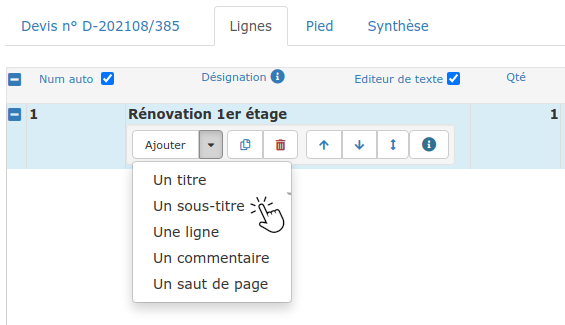 Devis n° D-202108/385 Lignes Pied Synthèse
Num auto Désignation Editeur de texte Qté
1 Rénovation 1er étage 1
Ajouter
Un titre
Un sous-titre
Une ligne
Un commentaire
Un saut de page